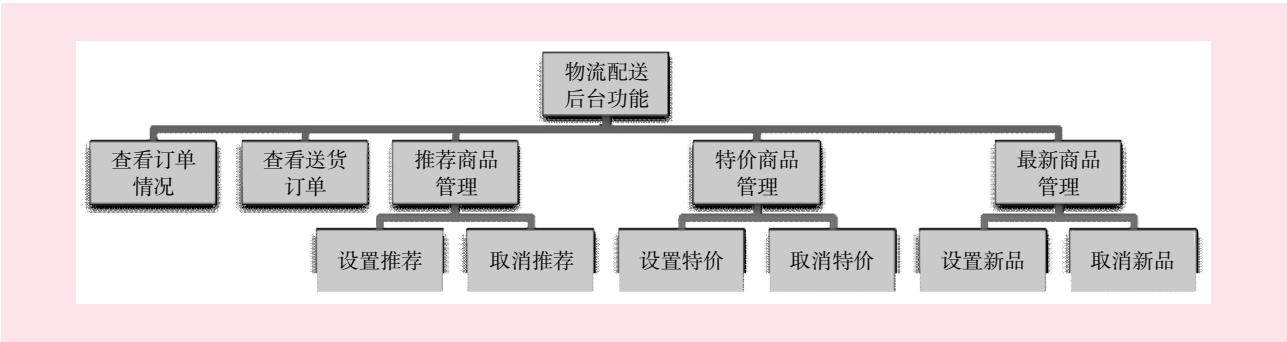 物流配送
后台功能
查看订单
情况
查看送货
订单
推荐商品
管理
特价商品
管理
最新商品
管理
设置推荐
取消推荐
设置特价
取消特价
设置新品
取消新品